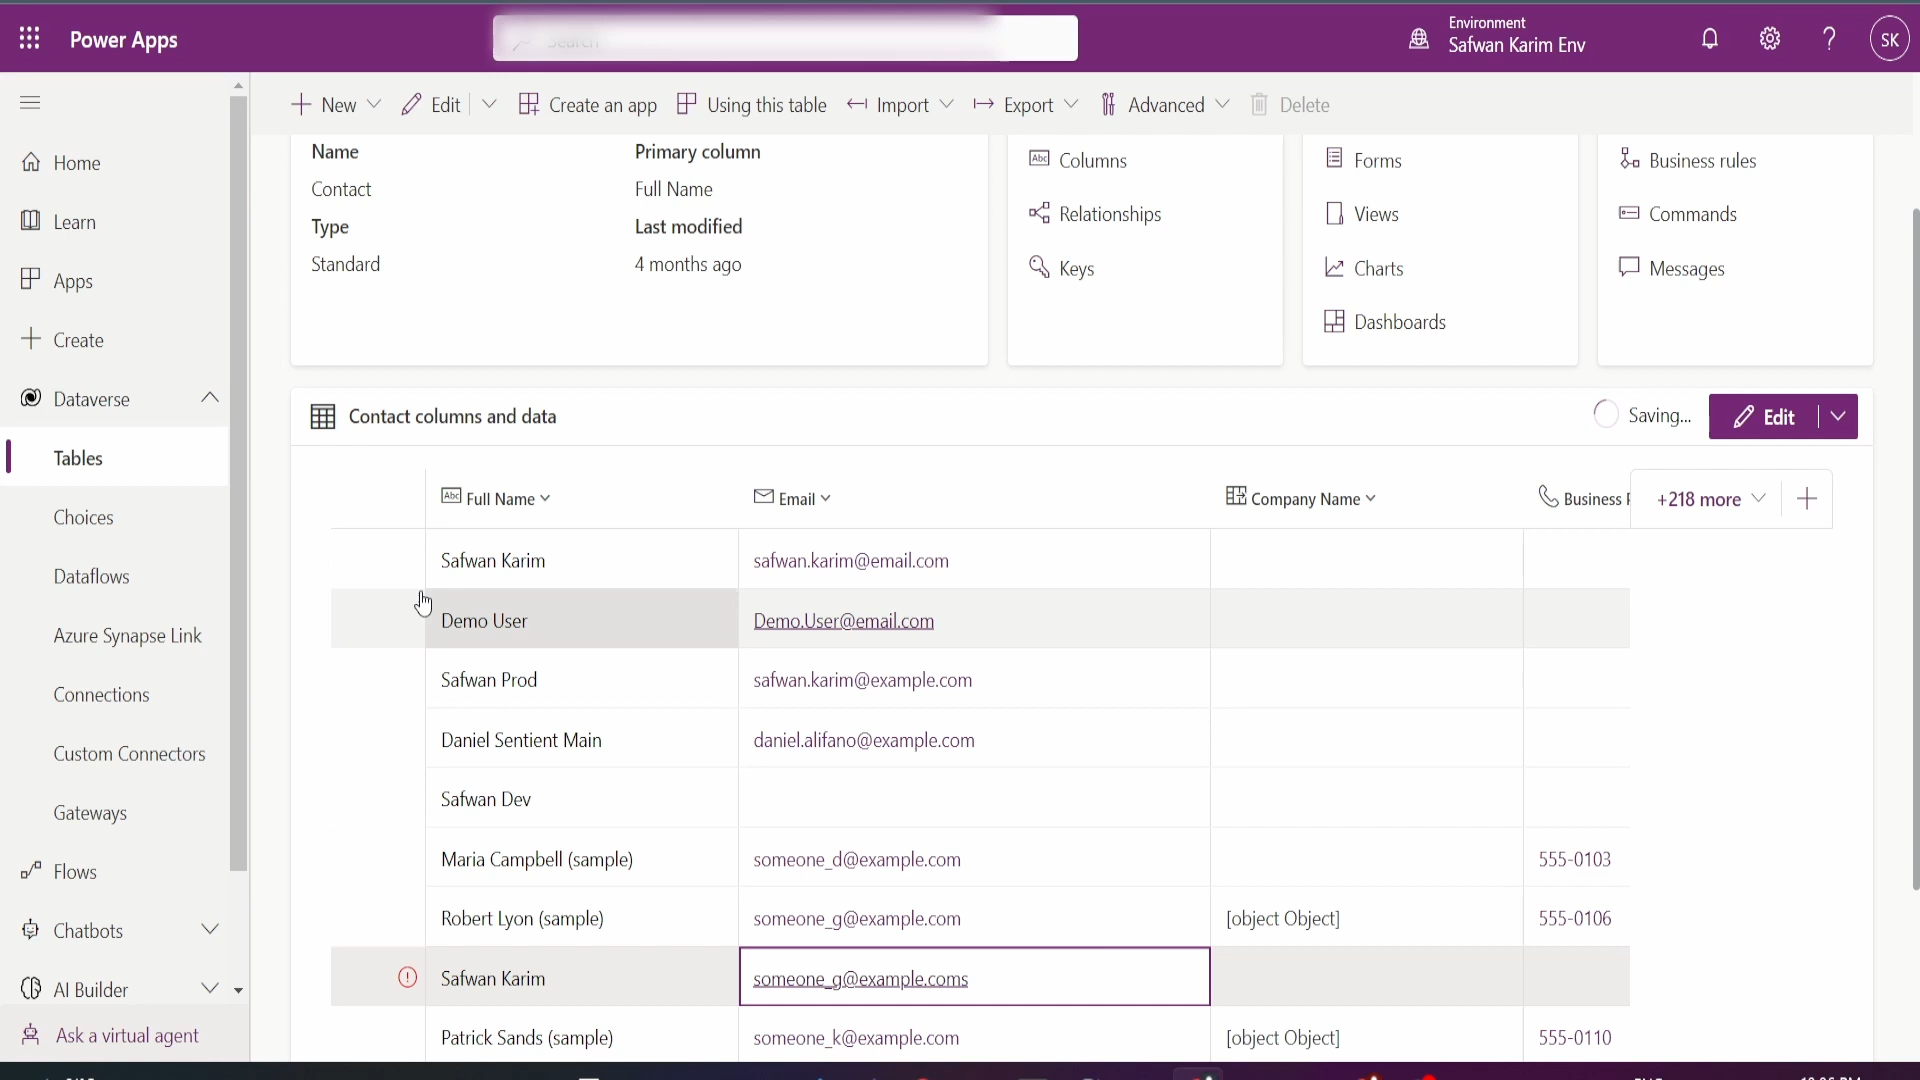 Power Apps
Environment
Safwan Karim Env
SK
New
Edit
Create an app
Using this table
Import
Export
Advanced
Delete
Home
Learn
Apps
Create
Dataverse
Tables
Choices
Dataflows
Azure Synapse Link
Connections
Custom Connectors
Gateways
Flows
Chatbots
AI Builder
Ask a virtual agent
Name
Primary column
Contact
Full Name
Type
Last modified
Standard
4 months ago
Columns
Relationships
Keys
Forms
Views
Charts
Dashboards
Business rules
Commands
Messages
Contact columns and data
Saving...
Edit
Abc Full Name Email Company Name Business +218 more
Safwan Karim safwan.karim@email.com
Demo User Demo.User@email.com
Safwan Prod safwan.karim@example.com
Daniel Sentient Main daniel.alifano@example.com
Safwan Dev
Maria Campbell (sample) someone_d@example.com 555-0103
Robert Lyon (sample) someone_g@example.com [object Object] 555-0106
Safwan Karim someone_g@example.coms
Patrick Sands (sample) someone_k@example.com [object Object] 555-0110